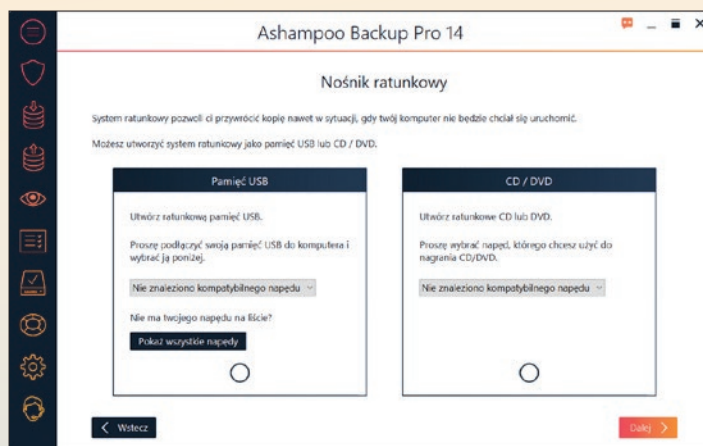 Ashampoo Backup Pro 14
Nośnik ratunkowy
System ratunkowy pozwoli ci przywrócić kopię nawet w sytuacji, gdy twój komputer nie będzie chciał się uruchomić.
Możesz utworzyć system ratunkowy jako pamięć USB lub CD / DVD.
Pamięć USB
Utwórz ratunkową pamięć USB.
Proszę podłączyć swoją pamięć USB do komputera i
wybrać ją poniżej.
Nie znaleziono kompatybilnego napędu
Nie ma twojego napędu na liście?
Pokaż wszystkie napędy
CD / DVD
Utwórz ratunkowe CD lub DVD.
Proszę wybrać napęd, którego chcesz użyć do
nagrania CD/DVD.
Nie znaleziono kompatybilnego napędu
Wstecz
Dalej